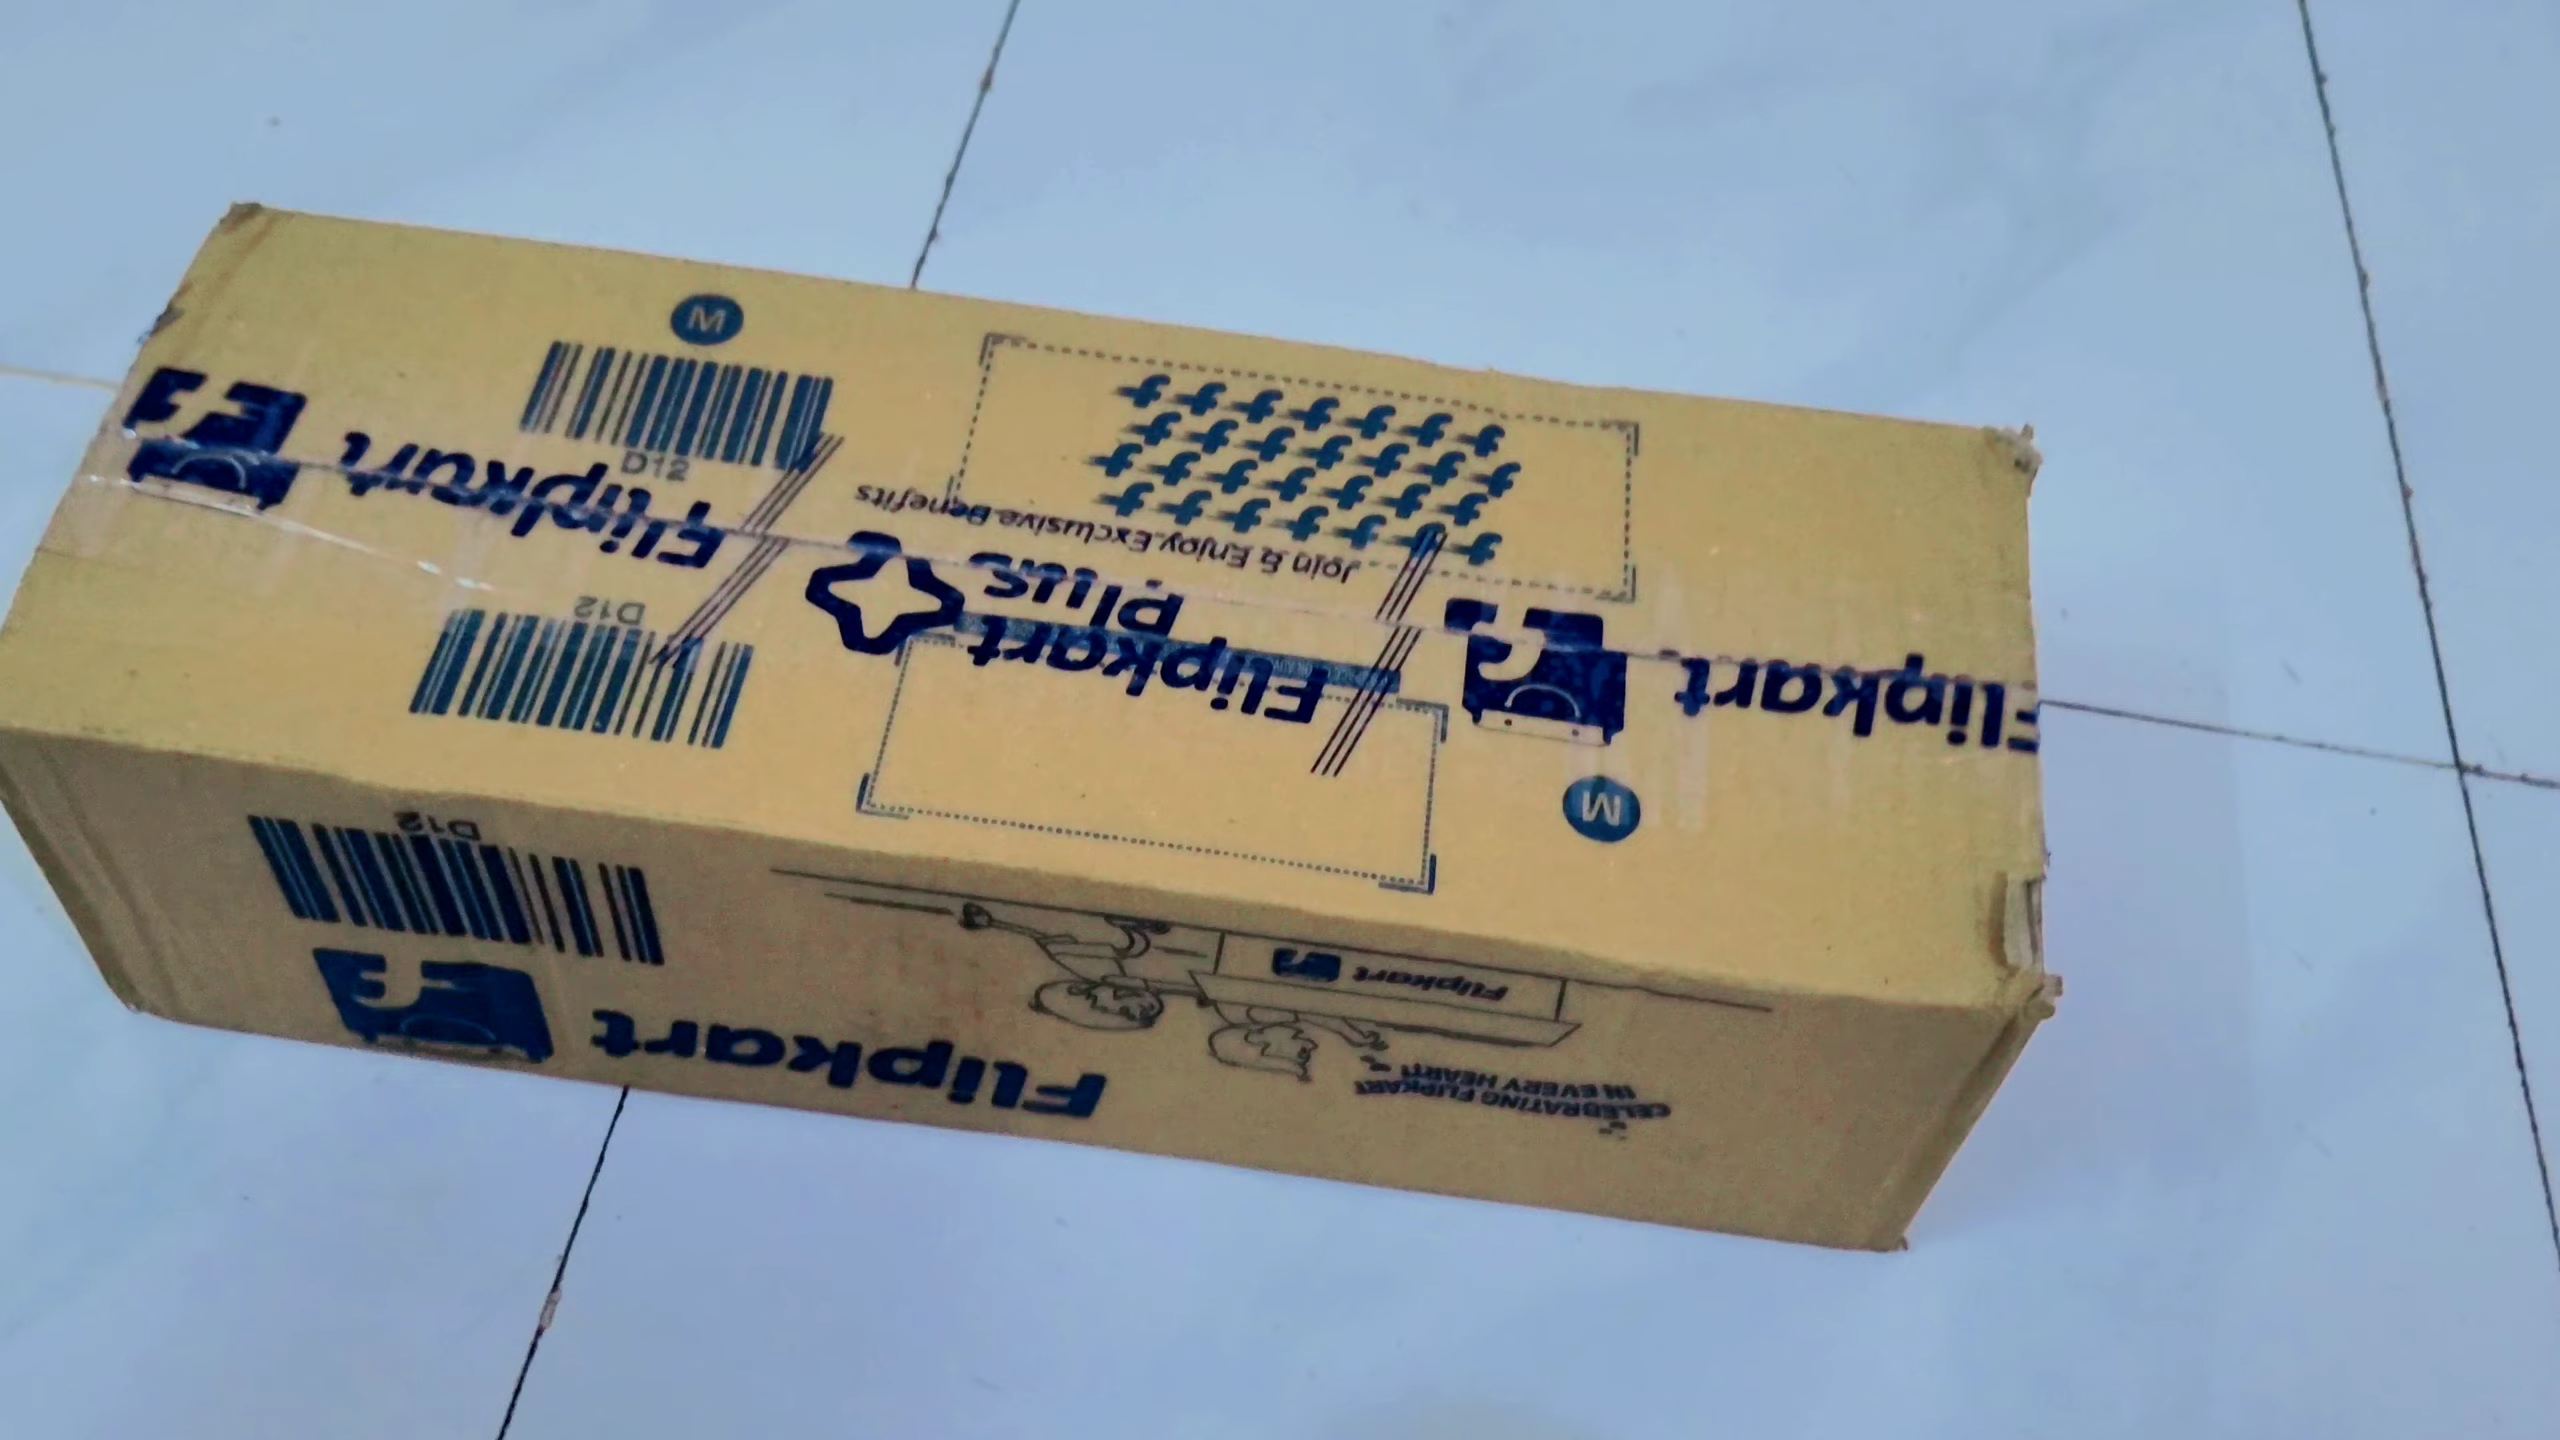 M
D12
Flipkart
Join & Enjoy Exclusive Benefits
Flipkart
Plus
Flipkart
D12
M
D12
Flipkart
Flipkart
CELEBRATING FLIPKART
IN EVERY HEART!